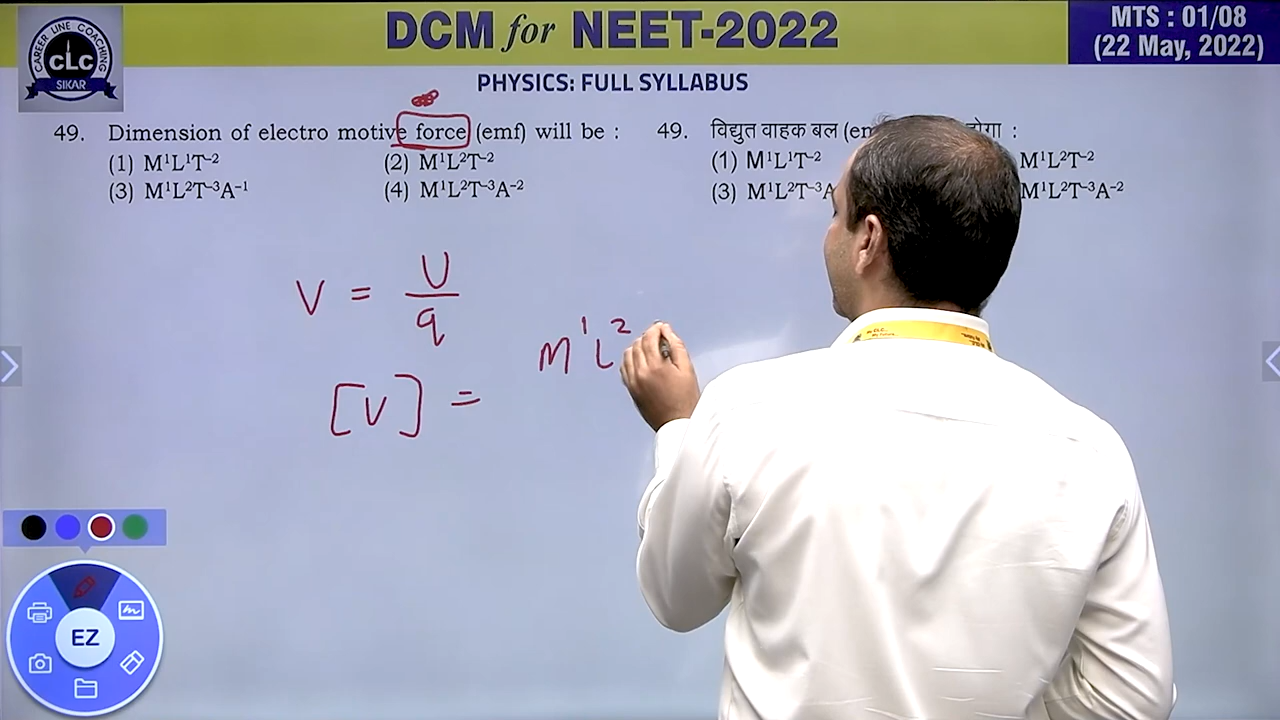 CAREER LINE COACHING
CLC
SIKAR
DCM for NEET-2022
MTS : 01/08
(22 May, 2022)
PHYSICS: FULL SYLLABUS
49. Dimension of electro motive force (emf) will be :
(1) M¹L¹T⁻² (2) M¹L²T⁻²
(3) M¹L²T⁻³A⁻¹ (4) M¹L²T⁻³A⁻²
49. विद्युत वाहक बल होगा :
(1) M¹L¹T⁻² M¹L²T⁻²
(3) M¹L²T⁻³A M¹L²T⁻³A⁻²
V = U/q
[V] = M¹L²
EZ